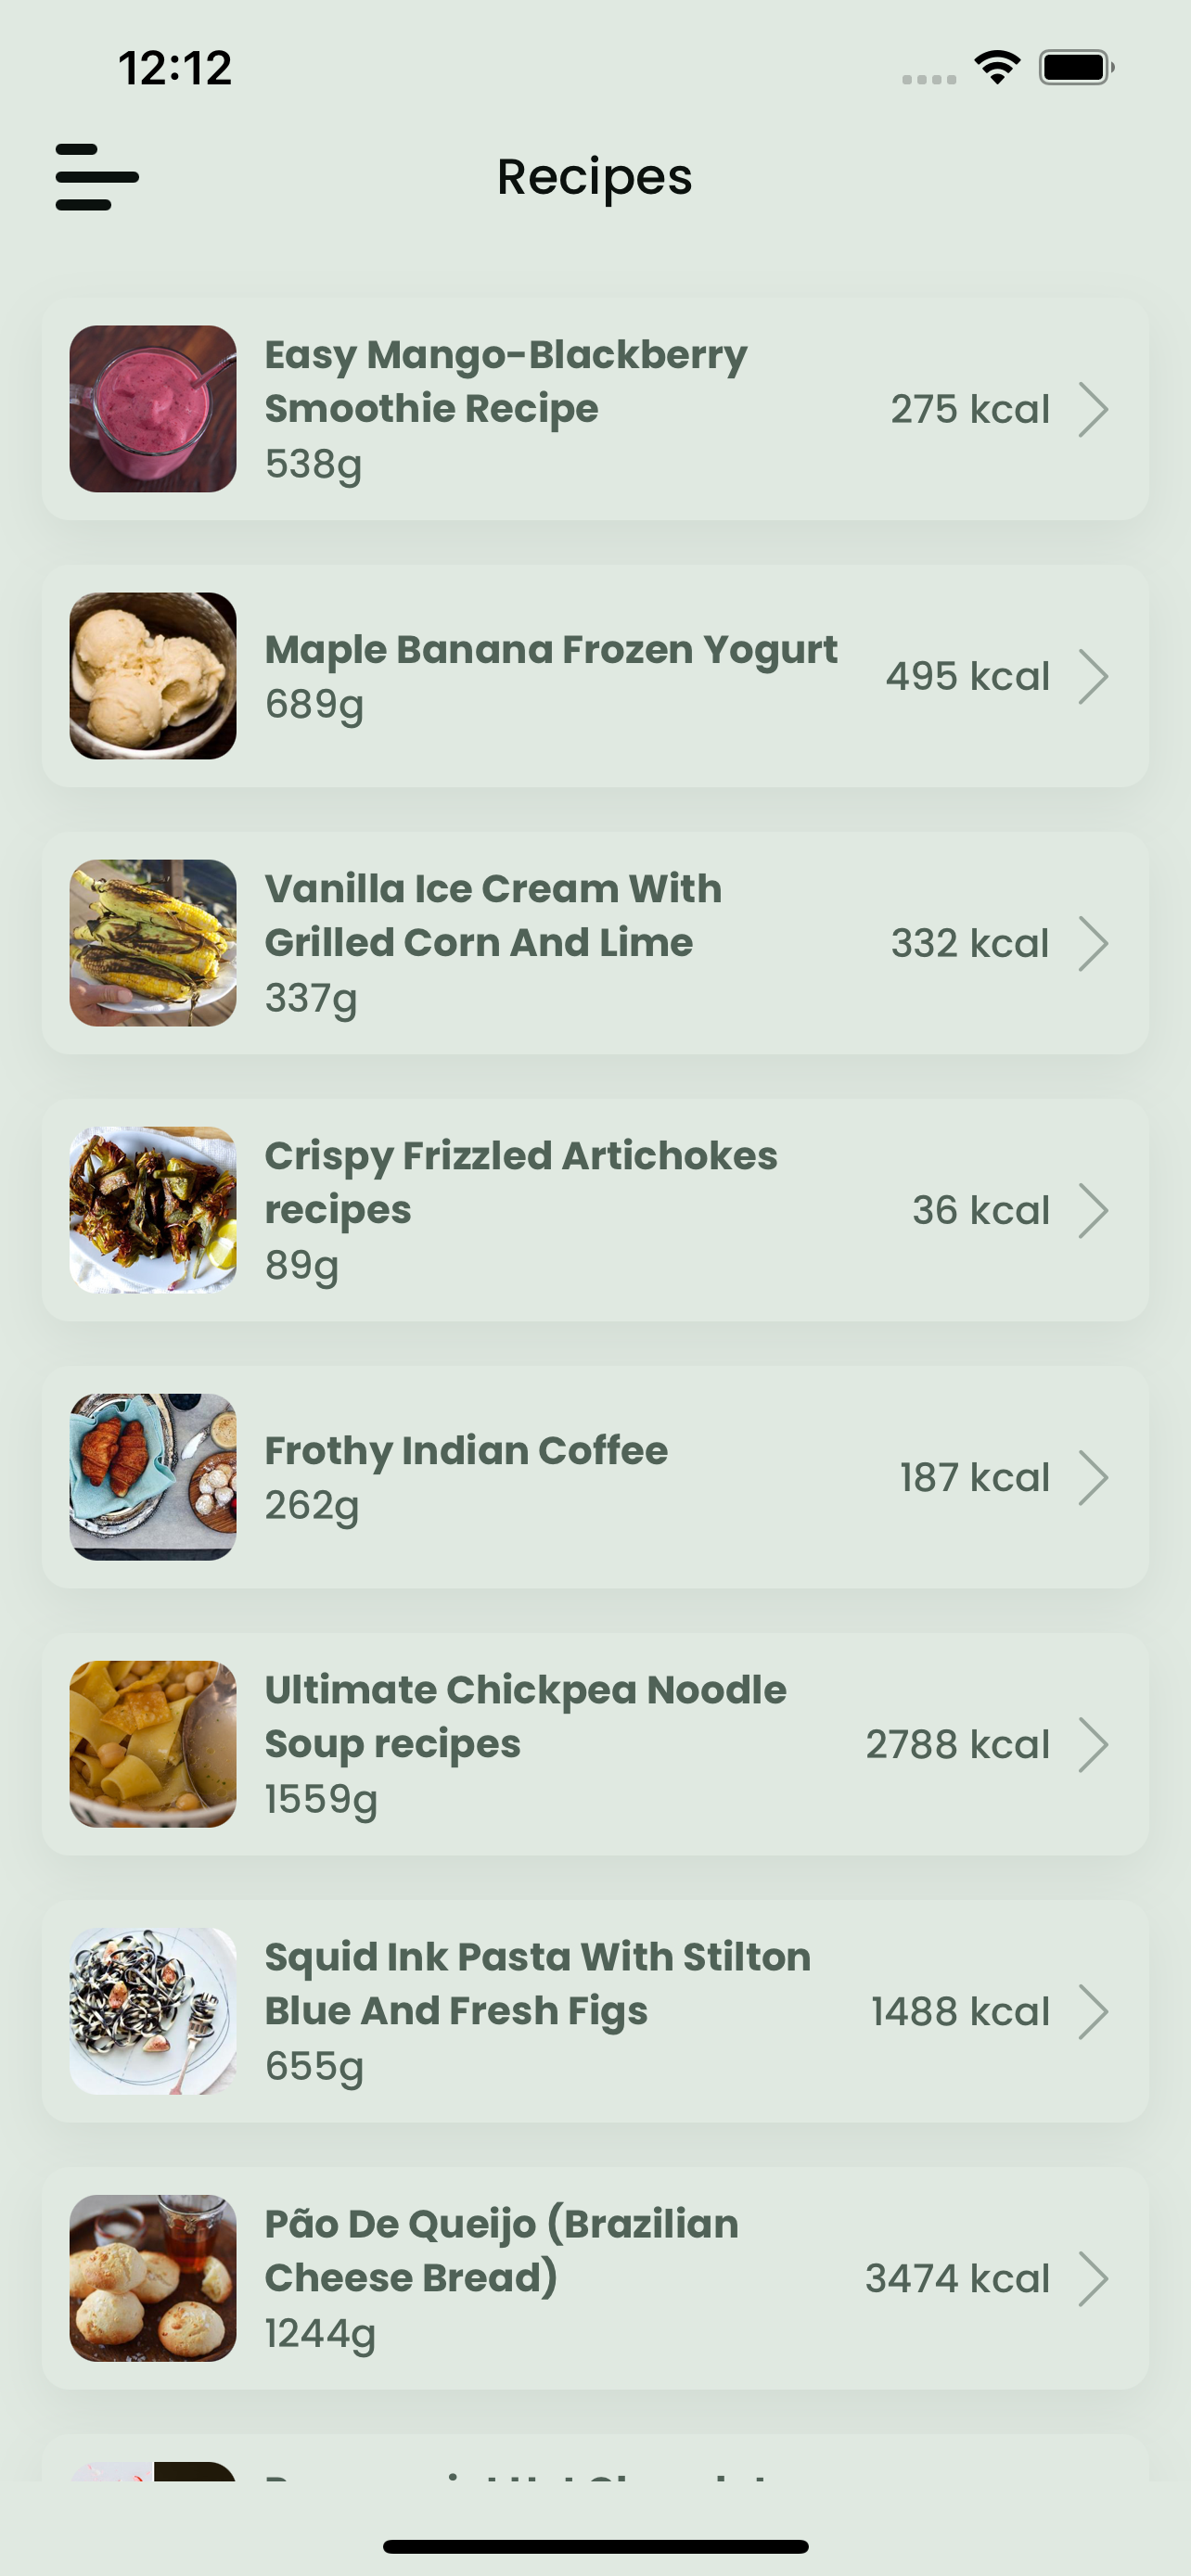 12:12
Recipes
Easy Mango-Blackberry
Smoothie Recipe
538g
275 kcal
Maple Banana Frozen Yogurt
689g
495 kcal
Vanilla Ice Cream With
Grilled Corn And Lime
337g
332 kcal
Crispy Frizzled Artichokes
recipes
89g
36 kcal
Frothy Indian Coffee
262g
187 kcal
Ultimate Chickpea Noodle
Soup recipes
1559g
2788 kcal
Squid Ink Pasta With Stilton
Blue And Fresh Figs
655g
1488 kcal
Pão De Queijo (Brazilian
Cheese Bread)
1244g
3474 kcal